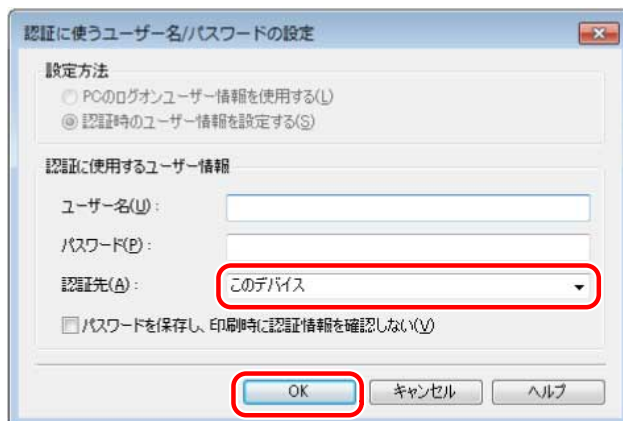 認証に使うユーザー名/パスワードの設定
設定方法
PCのログオンユーザー情報を使用する(L)
認証時のユーザー情報を設定する(S)
認証に使用するユーザー情報
ユーザー名(U):
パスワード(P):
認証先(A): このデバイス
パスワードを保存し、印刷時に認証情報を確認しない(V)
OK キャンセル ヘルプ